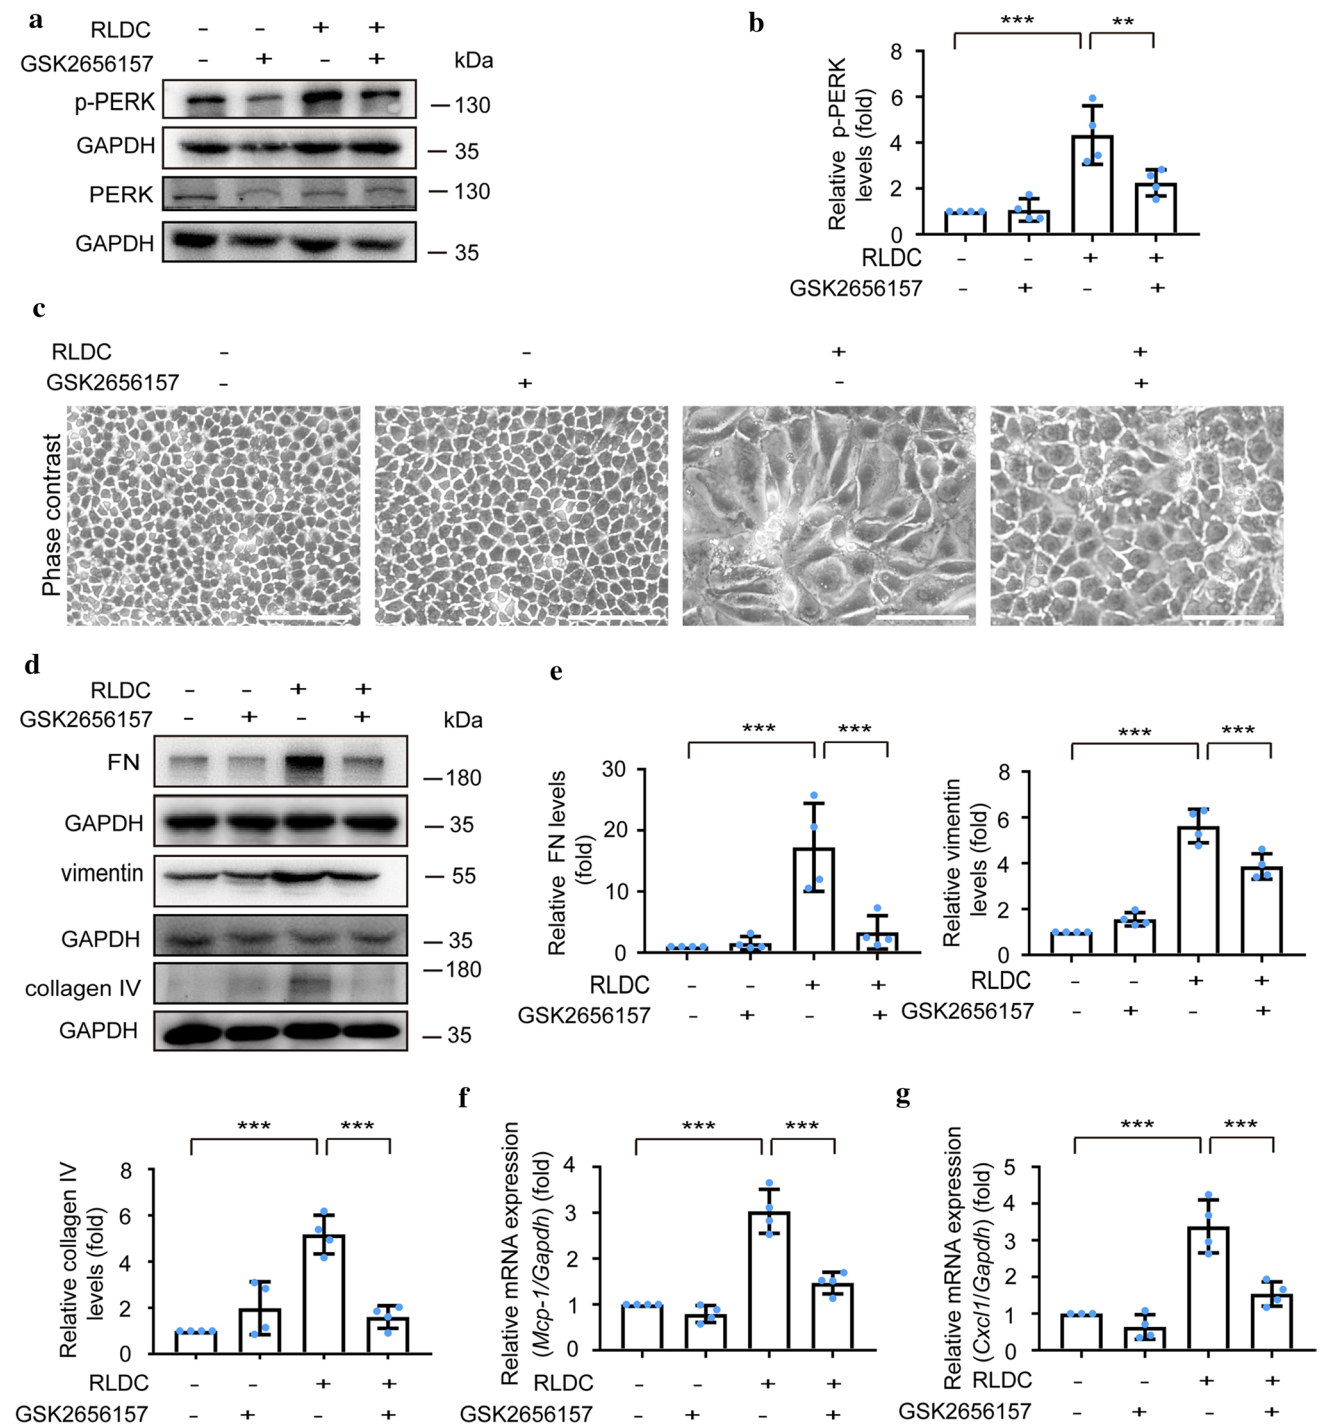 a
RLDC - - + +
GSK2656157 - + - +
kDa
p-PERK
130
GAPDH
35
PERK
130
GAPDH
35
b
*** **
Relative p-PERK
levels (fold)
8
6
4
2
0
RLDC - - + +
GSK2656157 - + - +
c
RLDC - - + +
GSK2656157 - + - +
Phase contrast
d
RLDC - - + +
GSK2656157 - + - +
kDa
FN
180
GAPDH
35
vimentin
55
GAPDH
35
collagen IV
180
GAPDH
35
e
*** ***
Relative FN levels
(fold)
30
20
10
0
RLDC - - + +
GSK2656157 - + - +
*** ***
Relative vimentin
levels (fold)
8
6
4
2
0
RLDC - - + +
GSK2656157 - + - +
*** ***
Relative collagen IV
levels (fold)
8
6
4
2
0
RLDC - - + +
GSK2656157 - + - +
f
*** ***
Relative mRNA expression
(Mcp-1/Gapdh) (fold)
4
3
2
1
0
RLDC - - + +
GSK2656157 - + - +
g
*** ***
Relative mRNA expression
(Cxcl1/Gapdh) (fold)
5
4
3
2
1
0
RLDC - - + +
GSK2656157 - + - +